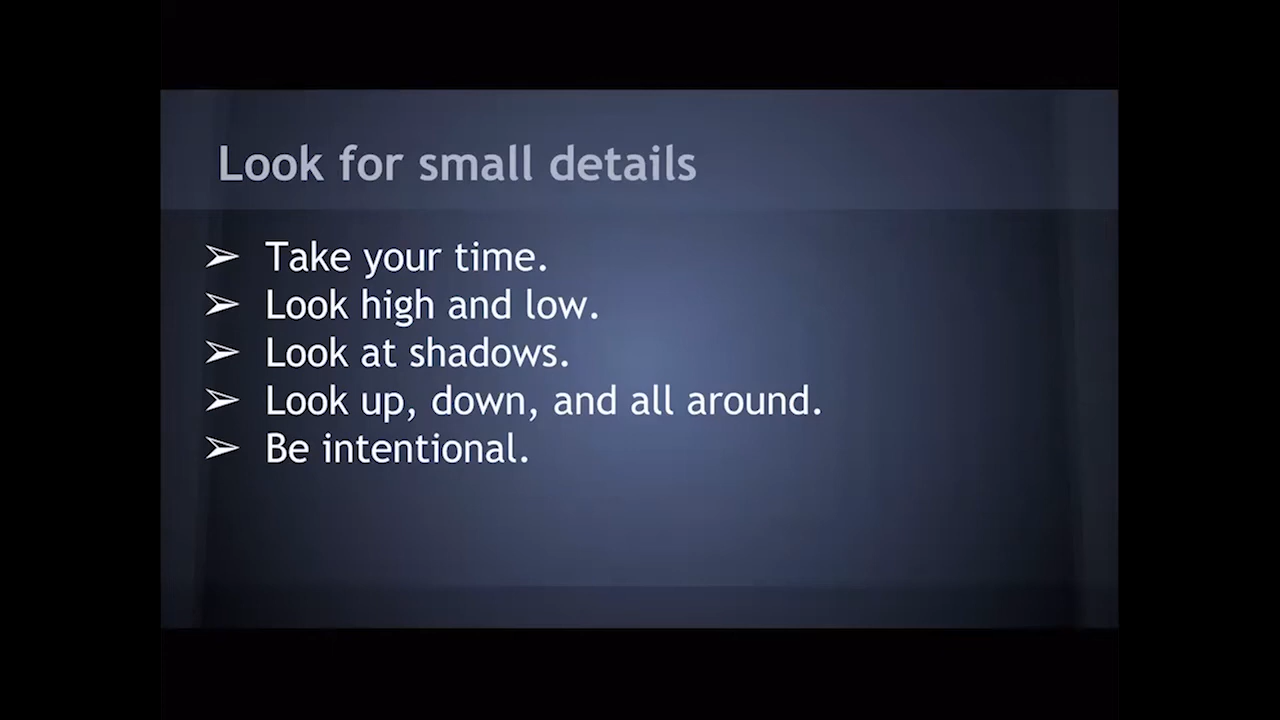 Look for small details
➢ Take your time.
➢ Look high and low.
➢ Look at shadows.
➢ Look up, down, and all around.
➢ Be intentional.